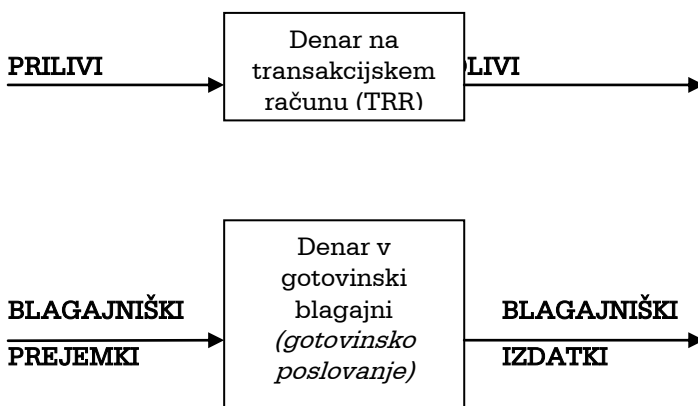 Denar na
PRILIVI transakcijskem LIVI
računu (TRR)
Denar v
gotovinski
BLAGAJNIŠKI blagajni BLAGAJNIŠKI
(gotovinsko
PREJEMKI poslovanje) IZDATKI